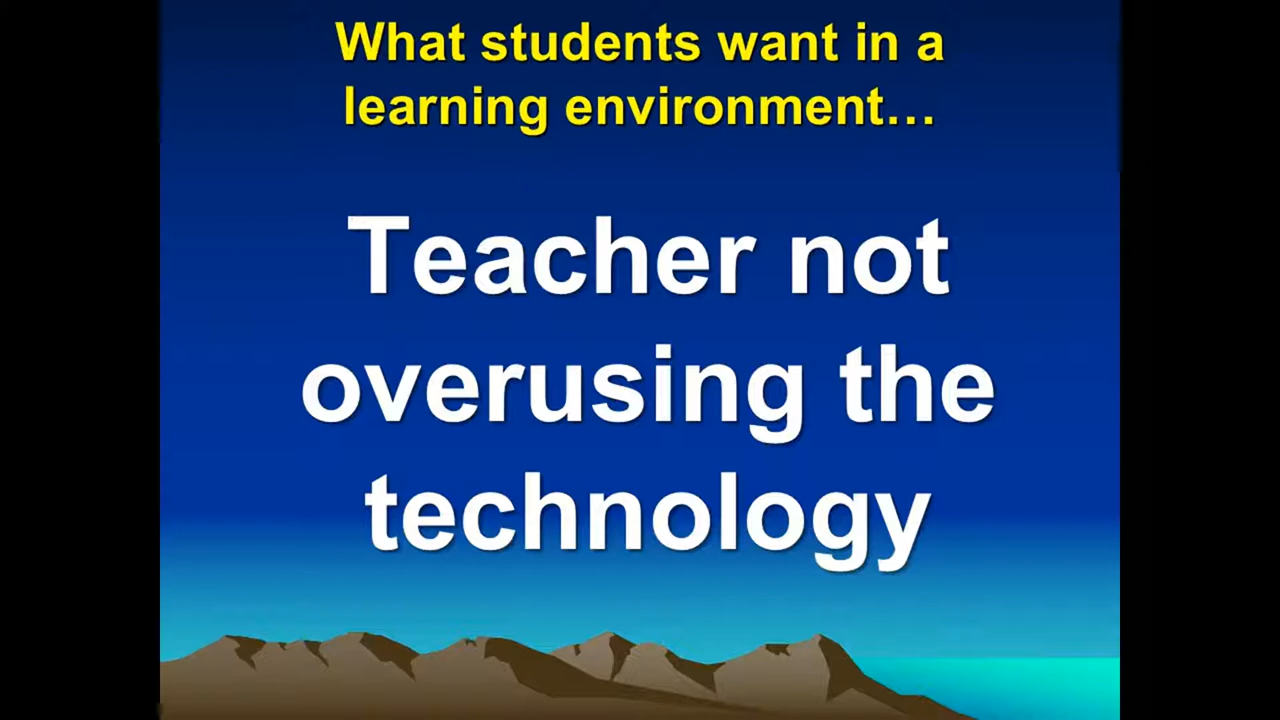 What students want in a
learning environment…
Teacher not
overusing the
technology